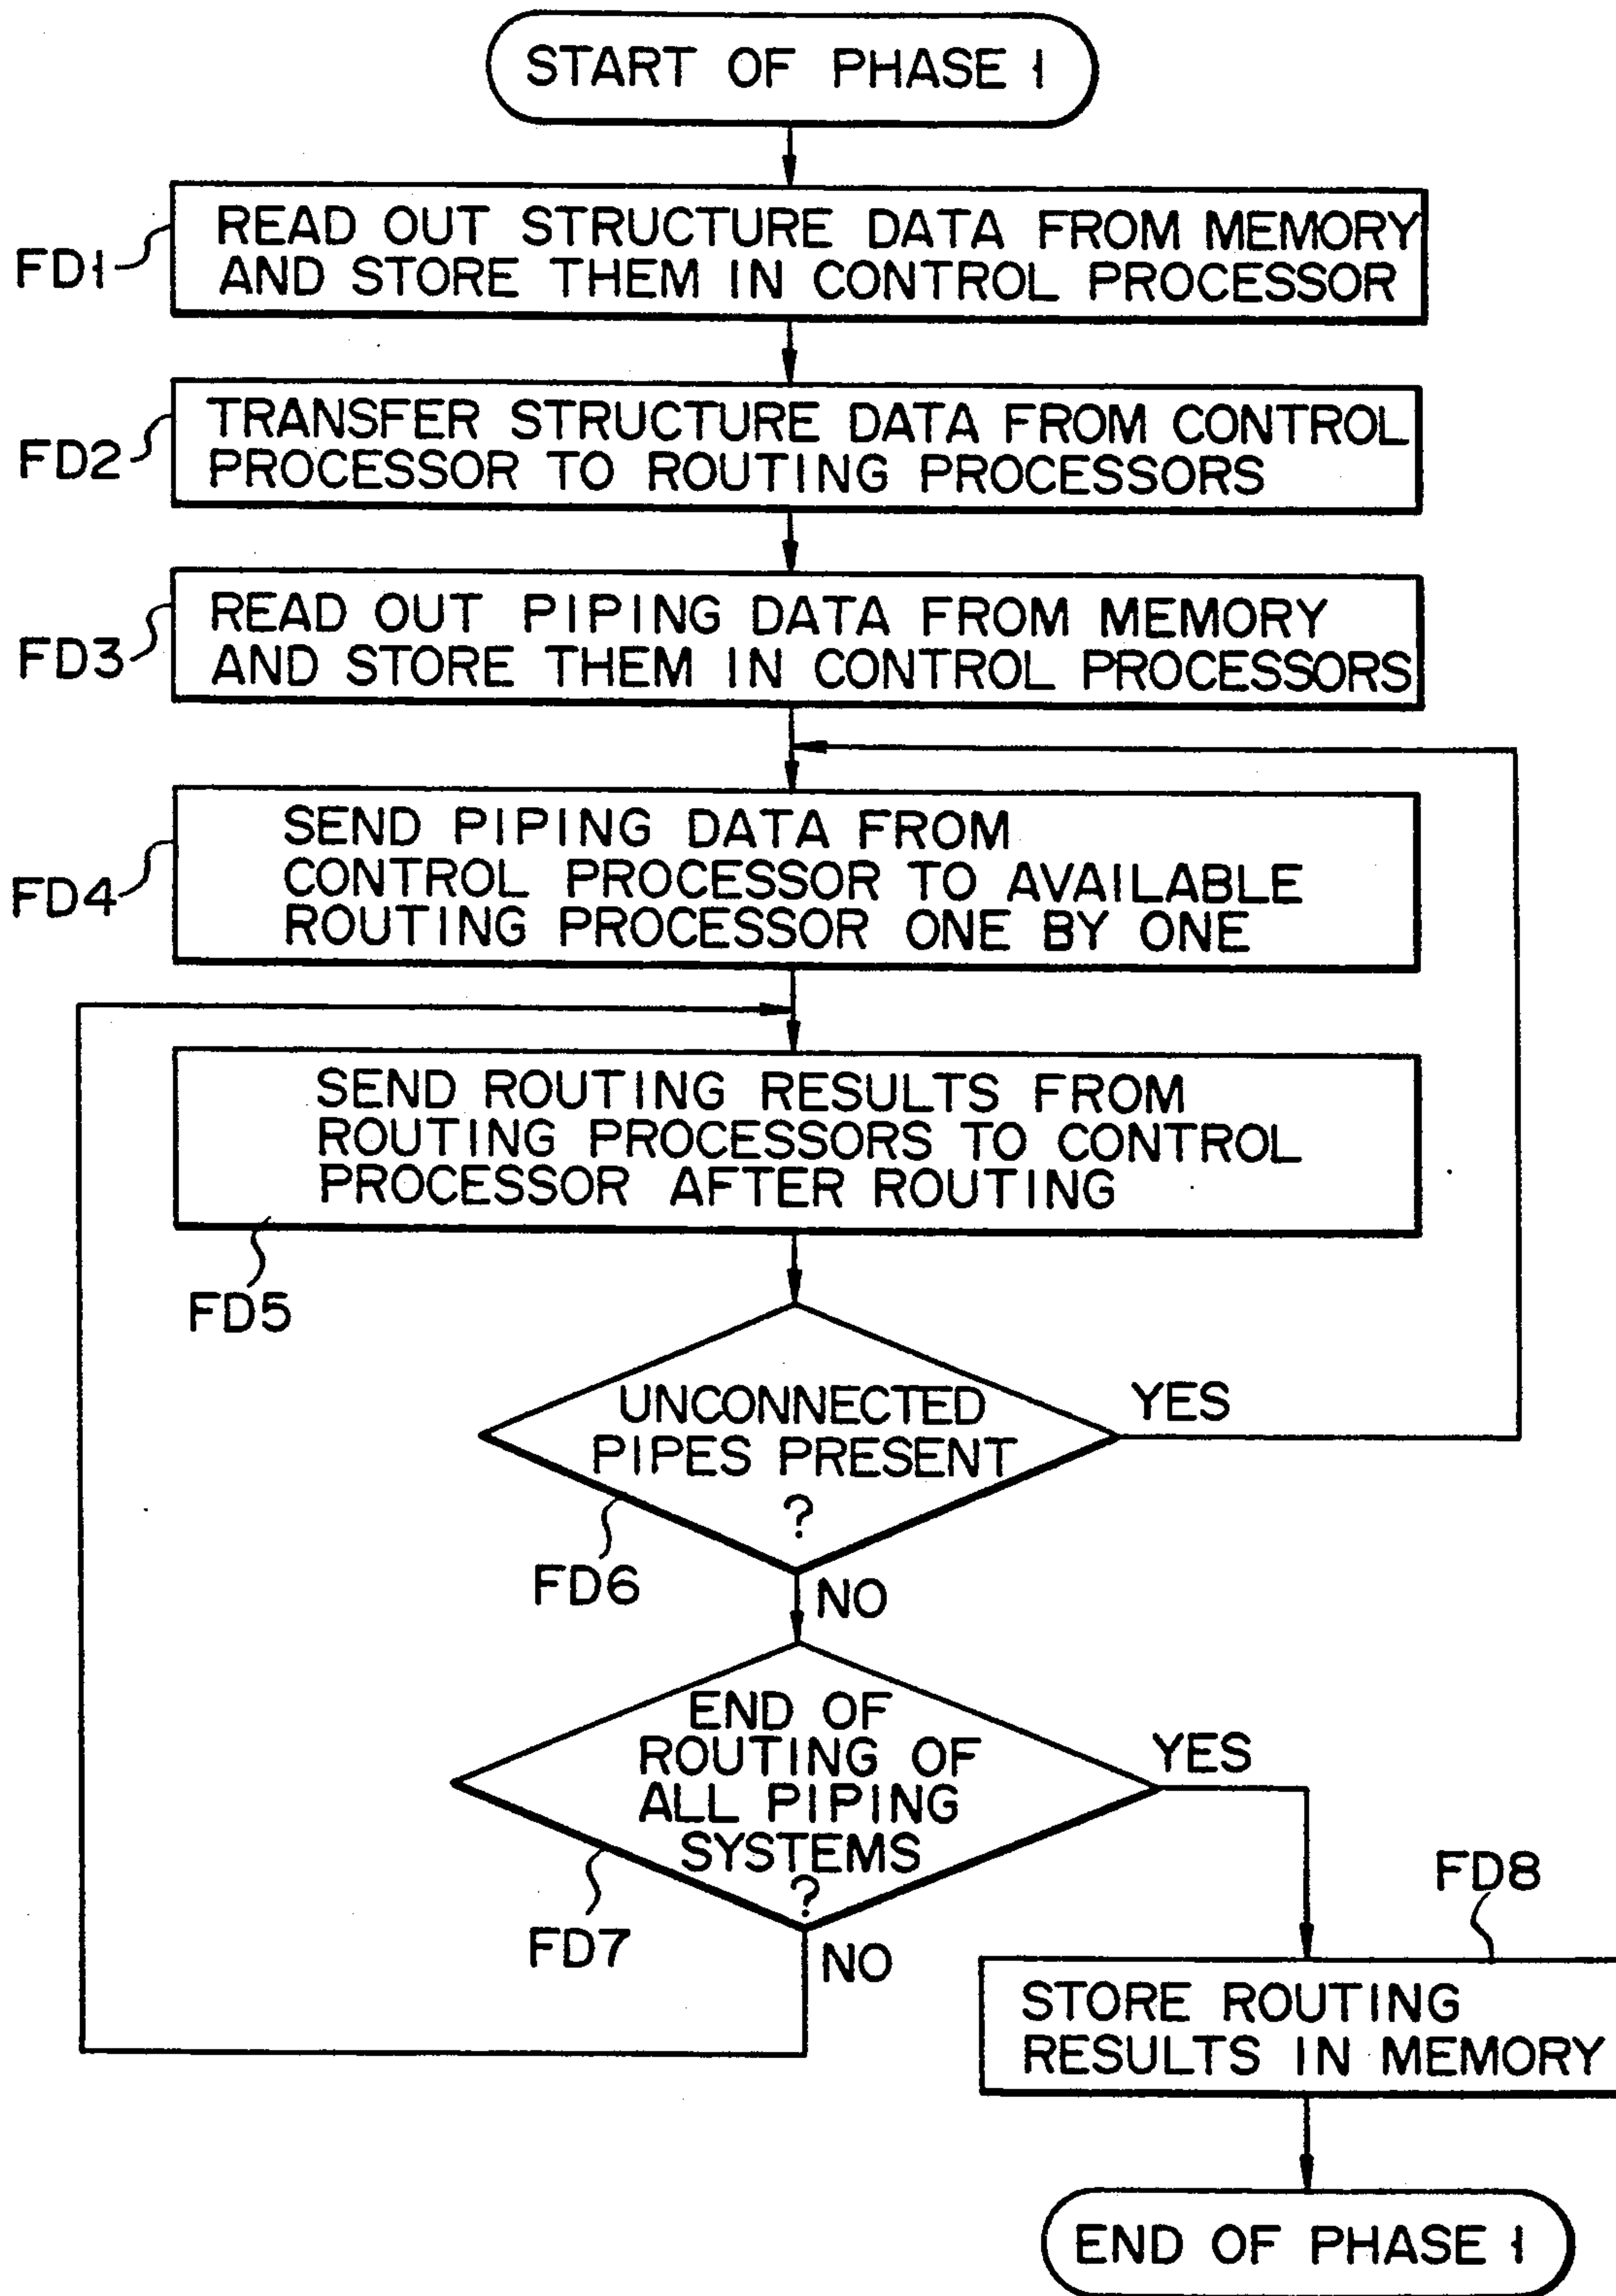 START OF PHASE 1
READ OUT STRUCTURE DATA FROM MEMORY
AND STORE THEM IN CONTROL PROCESSOR
FD1
TRANSFER STRUCTURE DATA FROM CONTROL
PROCESSOR TO ROUTING PROCESSORS
FD2
READ OUT PIPING DATA FROM MEMORY
AND STORE THEM IN CONTROL PROCESSORS
FD3
SEND PIPING DATA FROM
CONTROL PROCESSOR TO AVAILABLE
ROUTING PROCESSOR ONE BY ONE
FD4
SEND ROUTING RESULTS FROM
ROUTING PROCESSORS TO CONTROL
PROCESSOR AFTER ROUTING
FD5
UNCONNECTED
PIPES PRESENT
?
YES
FD6
NO
END OF
ROUTING OF
ALL PIPING
SYSTEMS
?
YES
FD7
NO
FD8
STORE ROUTING
RESULTS IN MEMORY
END OF PHASE 1